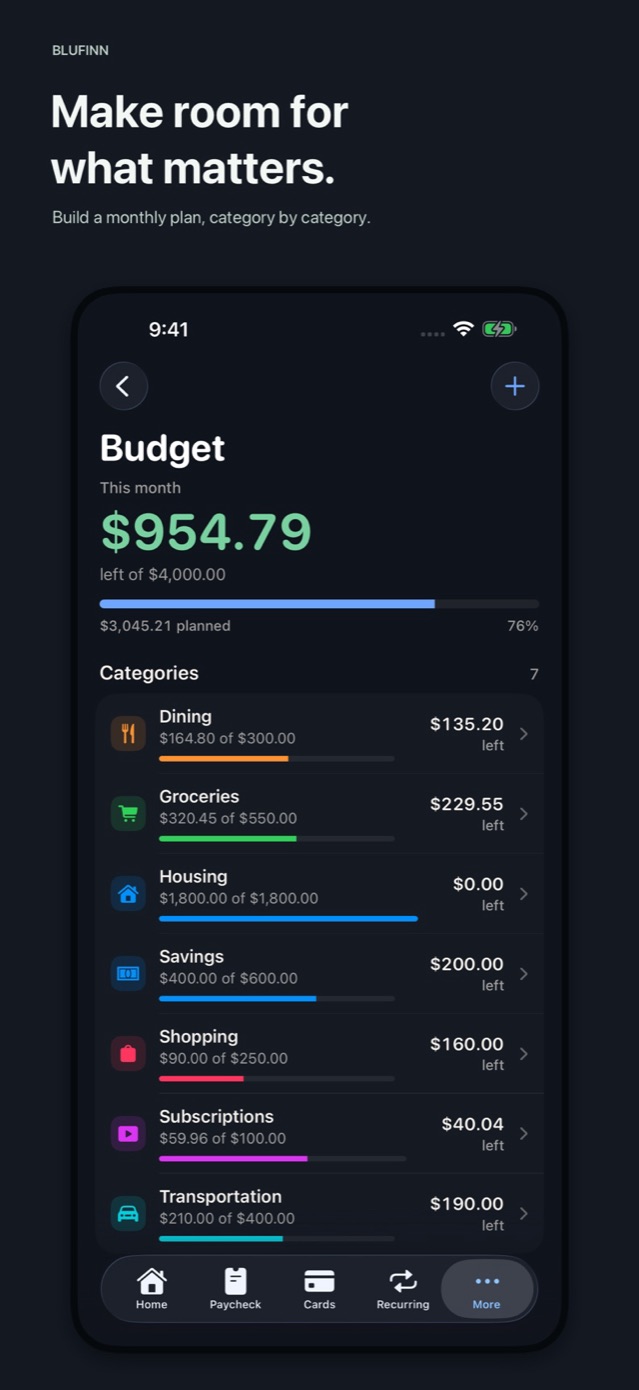 BLUFINN
Make room for
what matters.
Build a monthly plan, category by category.
9:41
Budget
This month
$954.79
left of $4,000.00
$3,045.21 planned
76%
Categories
7
Dining
$164.80 of $300.00
$135.20
left
Groceries
$320.45 of $550.00
$229.55
left
Housing
$1,800.00 of $1,800.00
$0.00
left
Savings
$400.00 of $600.00
$200.00
left
Shopping
$90.00 of $250.00
$160.00
left
Subscriptions
$59.96 of $100.00
$40.04
left
Transportation
$210.00 of $400.00
$190.00
left
Home
Paycheck
Cards
Recurring
More